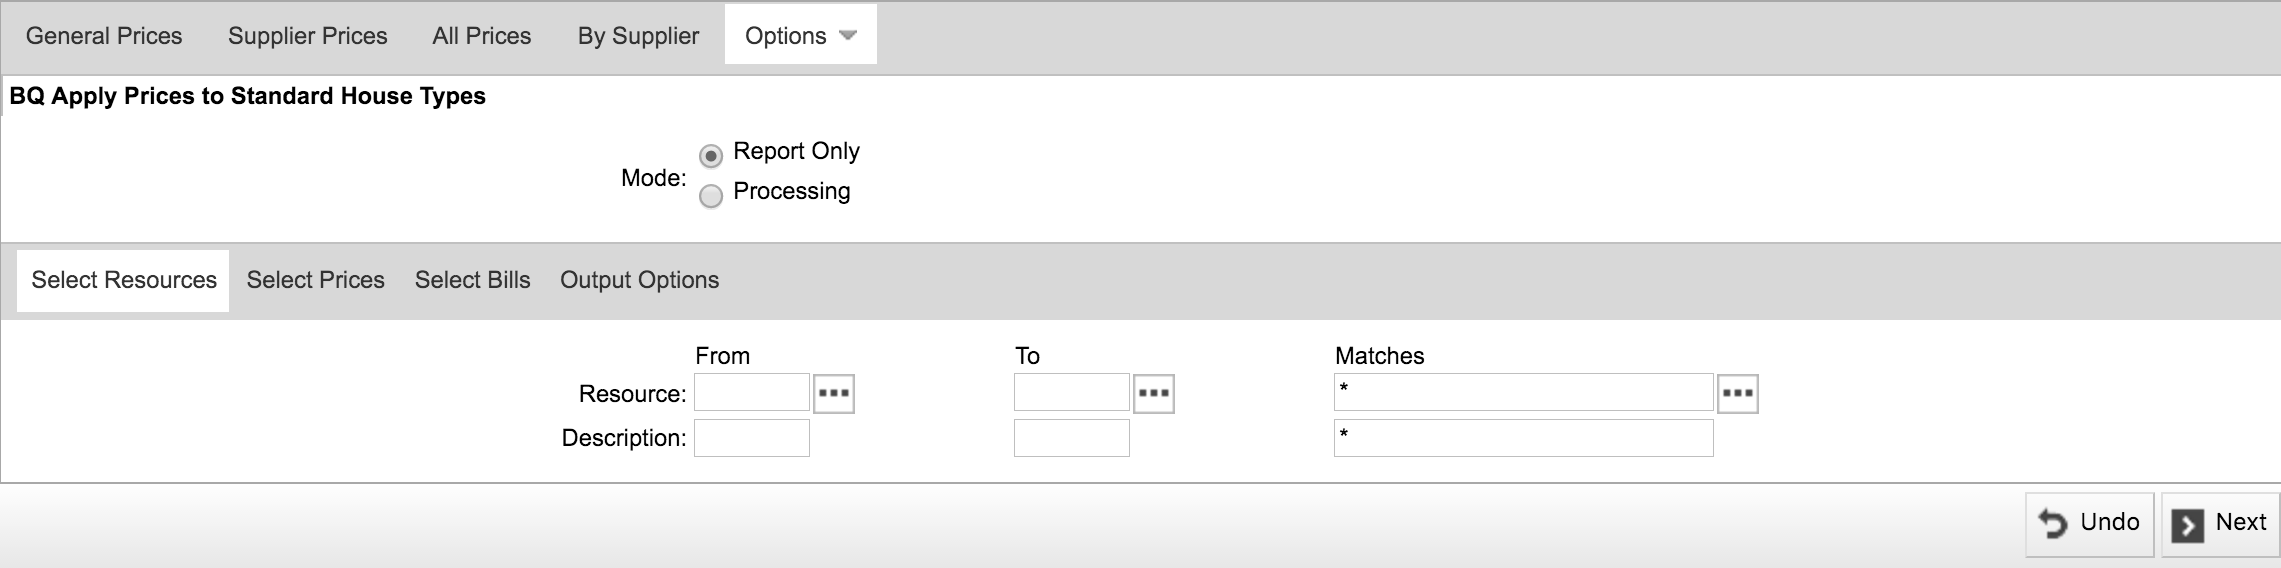 General Prices Supplier Prices All Prices By Supplier Options
BQ Apply Prices to Standard House Types
Report Only
Mode:
Processing
Select Resources Select Prices Select Bills Output Options
From To Matches
Resource: *
Description: *
Undo Next